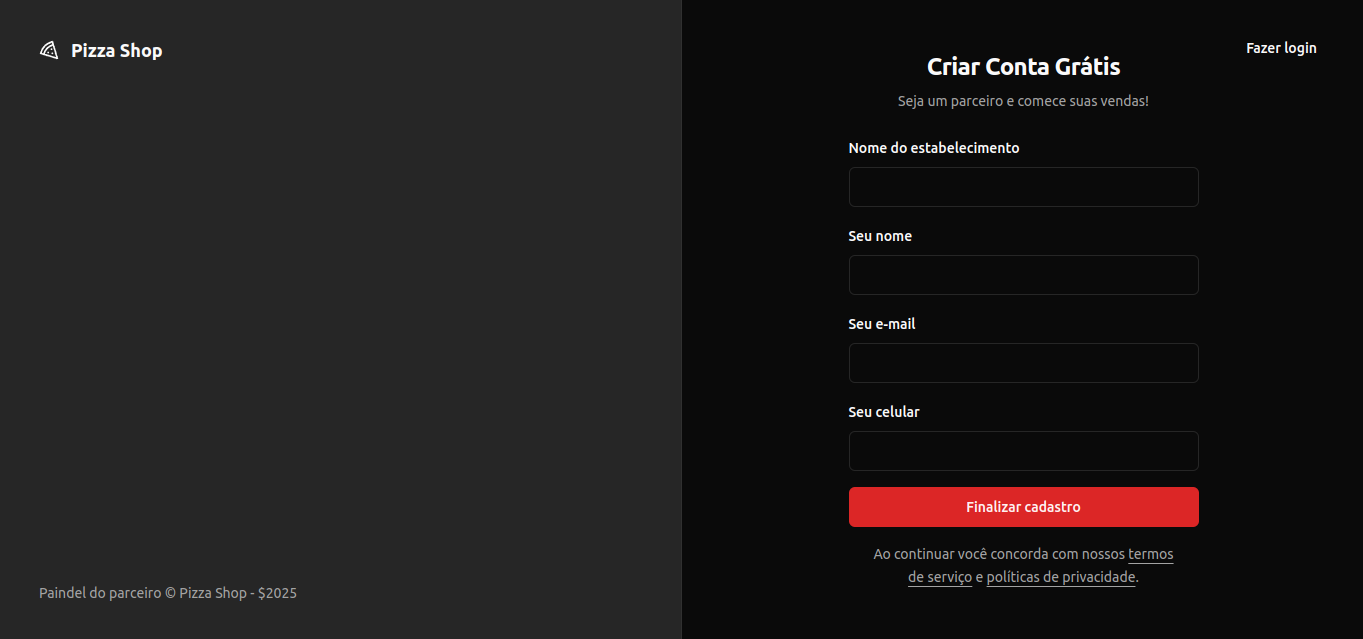 Pizza Shop
Fazer login
Criar Conta Grátis
Seja um parceiro e comece suas vendas!
Nome do estabelecimento
Seu nome
Seu e-mail
Seu celular
Finalizar cadastro
Ao continuar você concorda com nossos termos
de serviço e políticas de privacidade.
Paindel do parceiro © Pizza Shop - $2025